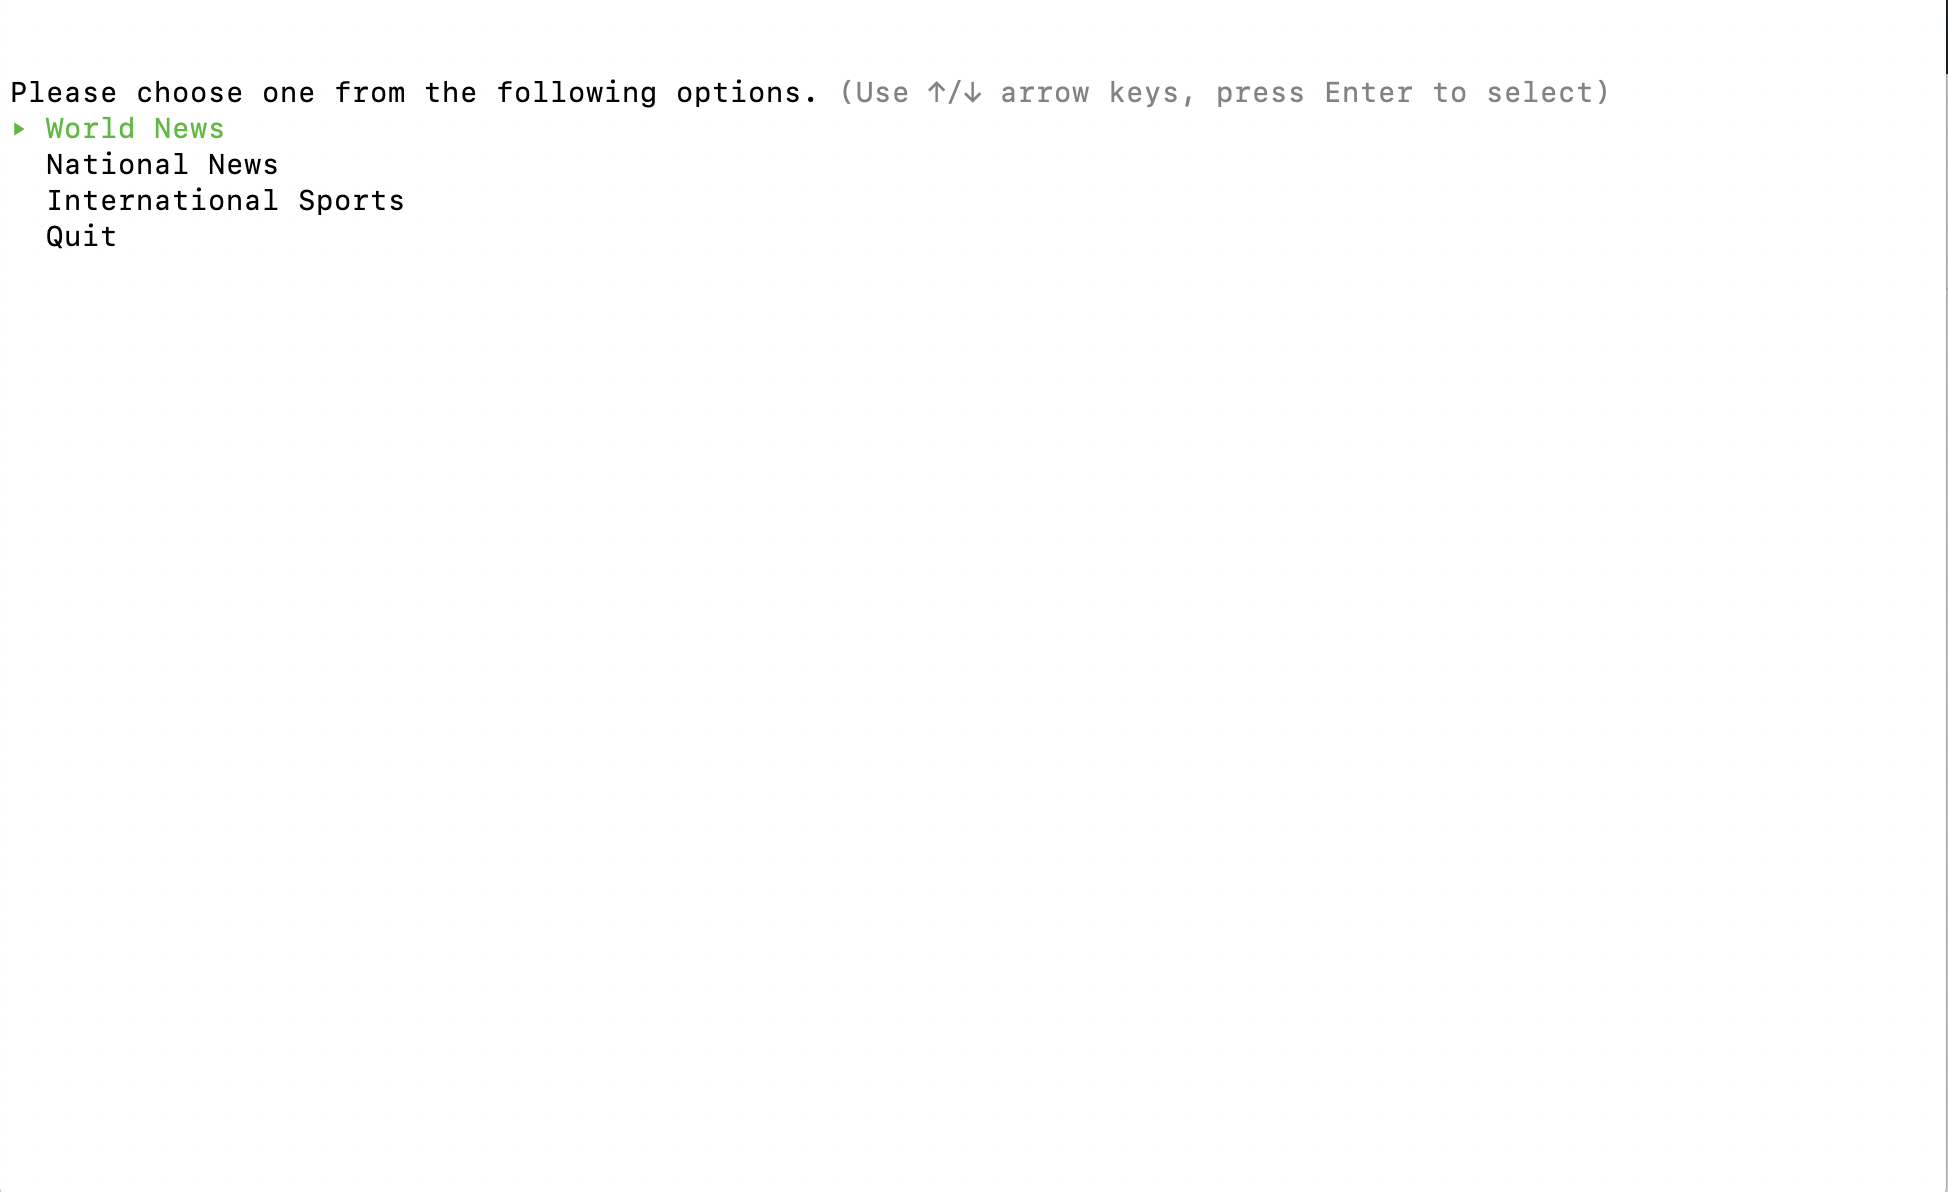 Please choose one from the following options. (Use ↑/↓ arrow keys, press Enter to select)
‣ World News
National News
International Sports
Quit